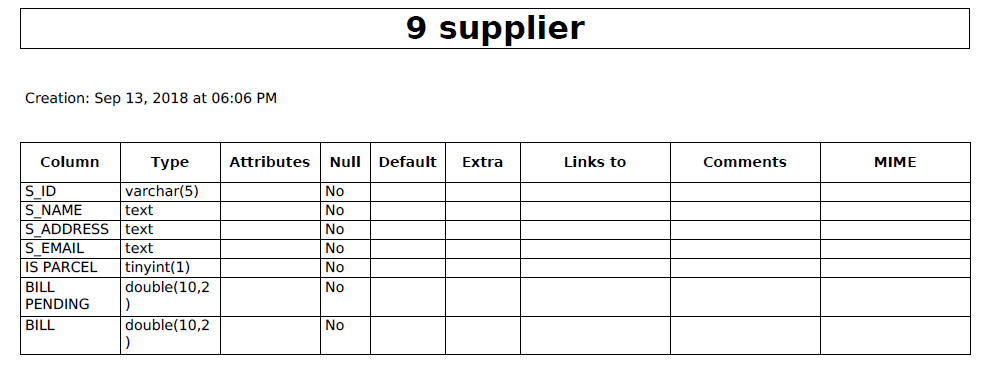 9 supplier
Creation: Sep 13, 2018 at 06:06 PM
Column Type Attributes Null Default Extra Links to Comments MIME
S_ID varchar(5) No
S_NAME text No
S_ADDRESS text No
S_EMAIL text No
IS PARCEL tinyint(1) No
BILL double(10,2 No
PENDING )
BILL double(10,2 No
)